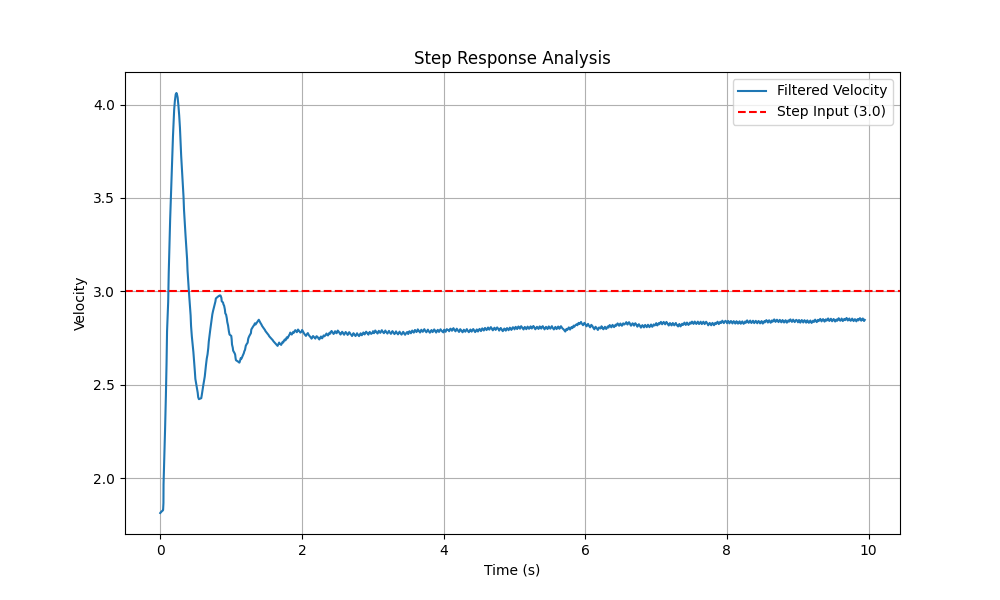 Step Response Analysis
Filtered Velocity
Step Input (3.0)
Velocity
4.0
3.5
3.0
2.5
2.0
0 2 4 6 8 10
Time (s)